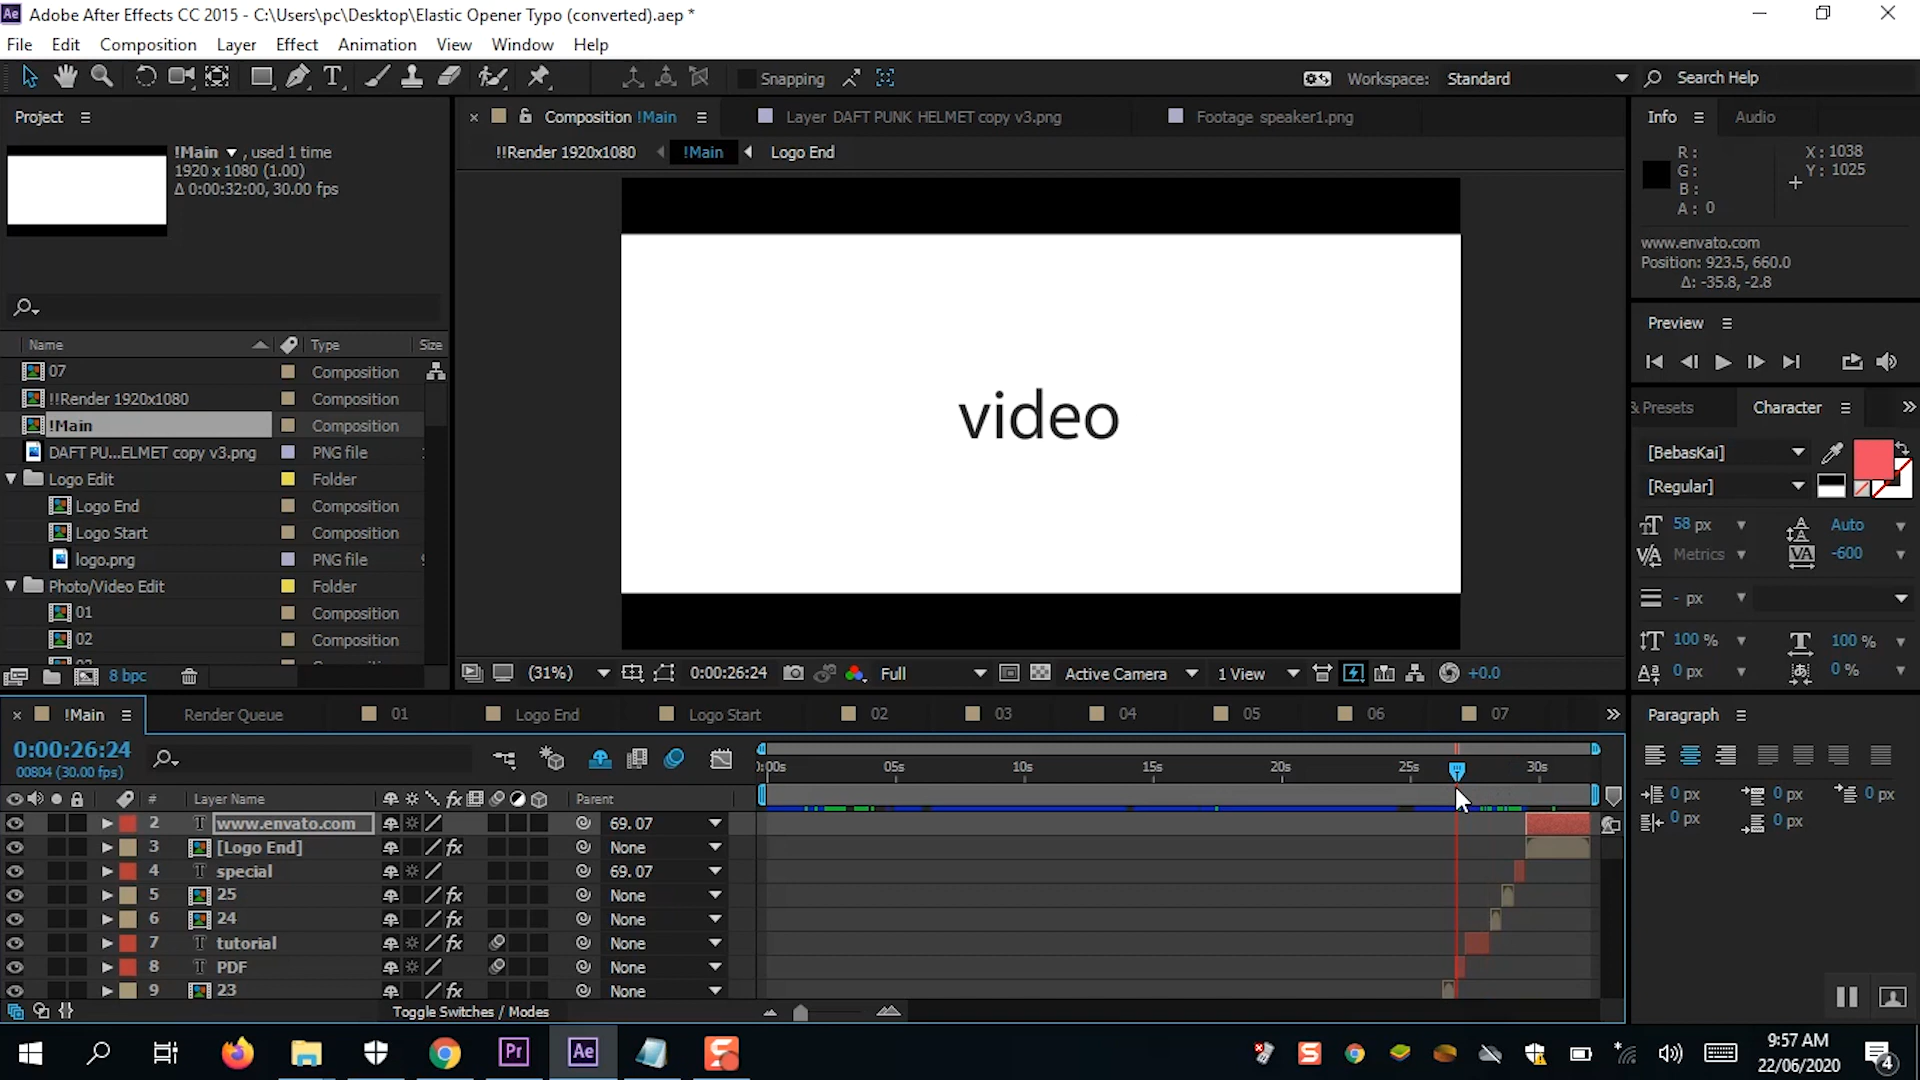 Adobe After Effects CC 2015 - C:\Users\pc\Desktop\Elastic Opener Typo (converted).aep *
File Edit Composition Layer Effect Animation View Window Help
Snapping
Workspace: Standard
Search Help
Project
!Main , used 1 time
1920 x 1080 (1.00)
Δ 0:00:32:00, 30.00 fps
Name Type Size
07 Composition
!!Render 1920x1080 Composition
!Main Composition
DAFT PU...ELMET copy v3.png PNG file
Logo Edit Folder
Logo End Composition
Logo Start Composition
logo.png PNG file
Photo/Video Edit Folder
01 Composition
02 Composition
8 bpc
Composition !Main
Layer DAFT PUNK HELMET copy v3.png
Footage speaker1.png
!!Render 1920x1080 !Main Logo End
video
(31%) 0:00:26:24 Full Active Camera 1 View +0.0
Info Audio
R: X: 1038
G: Y: 1025
B:
A: 0
www.envato.com
Position: 923.5, 660.0
Δ: -35.8, -2.8
Preview
& Presets Character
[BebasKai]
[Regular]
58 px Auto
Metrics -600
- px
100 % 100 %
0 px 0 %
Paragraph
0 px 0 px 0 px
0 px 0 px
!Main Render Queue 01 Logo End Logo Start 02 03 04 05 06 07
0:00:26:24
00804 (30.00 fps)
:00s 05s 10s 15s 20s 25s 30s
# Layer Name Parent
2 www.envato.com 69. 07
3 [Logo End] None
4 special 69. 07
5 25 None
6 24 None
7 tutorial None
8 PDF None
9 23 None
Toggle Switches / Modes
Pr
Ae
9:57 AM
22/06/2020
4